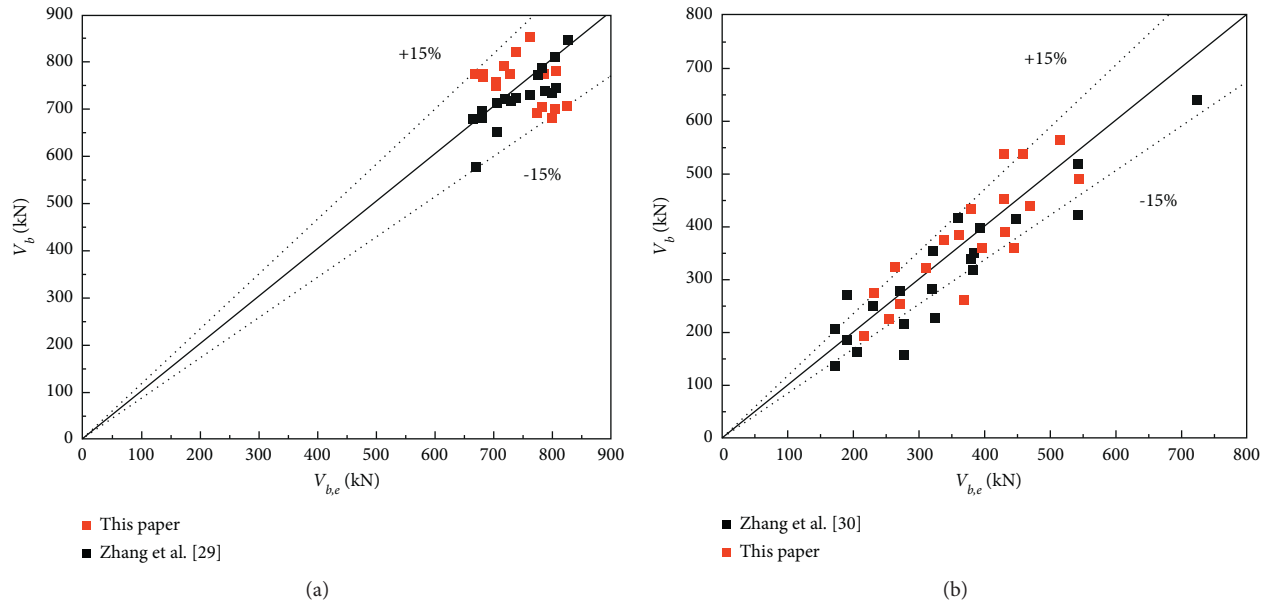 900
800
700
600
500
400
300
200
100
0
V_b (kN)
+15%
-15%
0 100 200 300 400 500 600 700 800 900
V_{b,e} (kN)
This paper
Zhang et al. [29]
(a)
800
700
600
500
400
300
200
100
0
V_b (kN)
+15%
-15%
0 100 200 300 400 500 600 700 800
V_{b,e} (kN)
Zhang et al. [30]
This paper
(b)